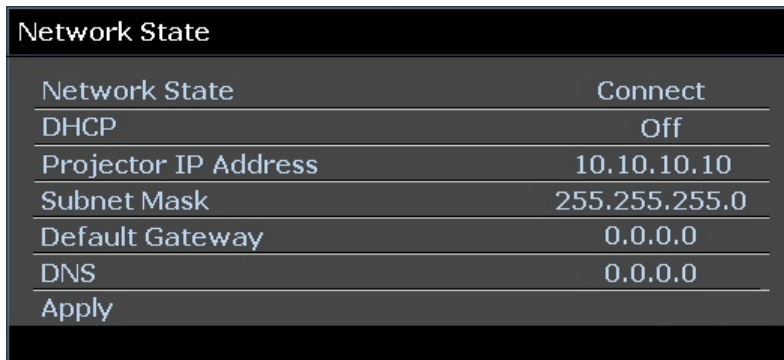 Network State
Network State Connect
DHCP Off
Projector IP Address 10.10.10.10
Subnet Mask 255.255.255.0
Default Gateway 0.0.0.0
DNS 0.0.0.0
Apply